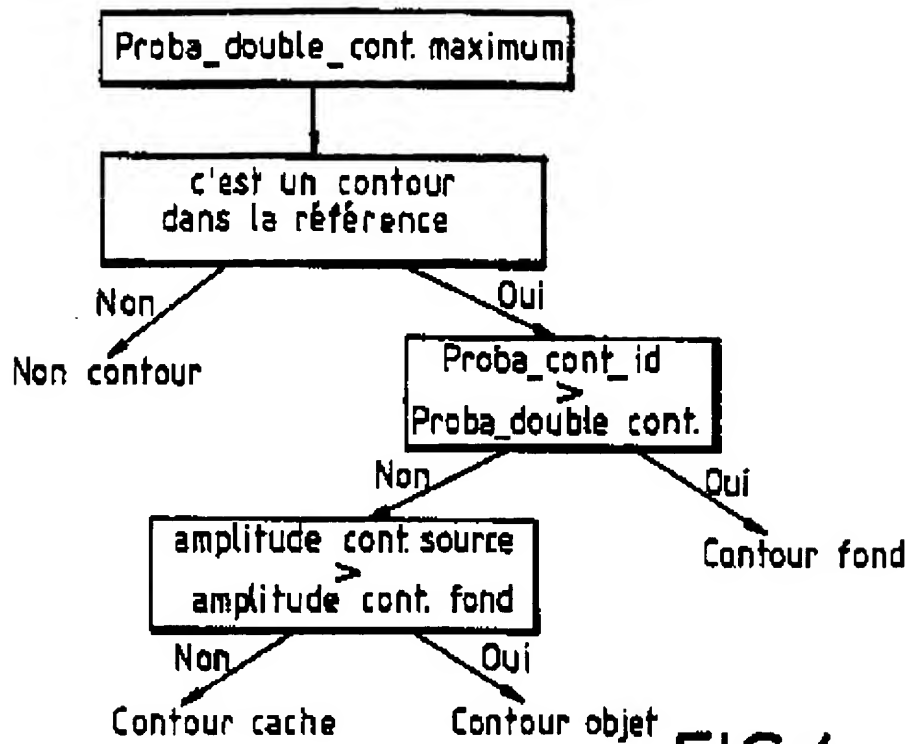 Proba_double_cont. maximum
c'est un contour
dans la référence
Non
Oui
Non contour
Proba_cont_id
>
Proba_double cont.
Non
Oui
amplitude cont. source
>
amplitude cont. fond
Contour fond
Non
Oui
Contour cache
Contour objet